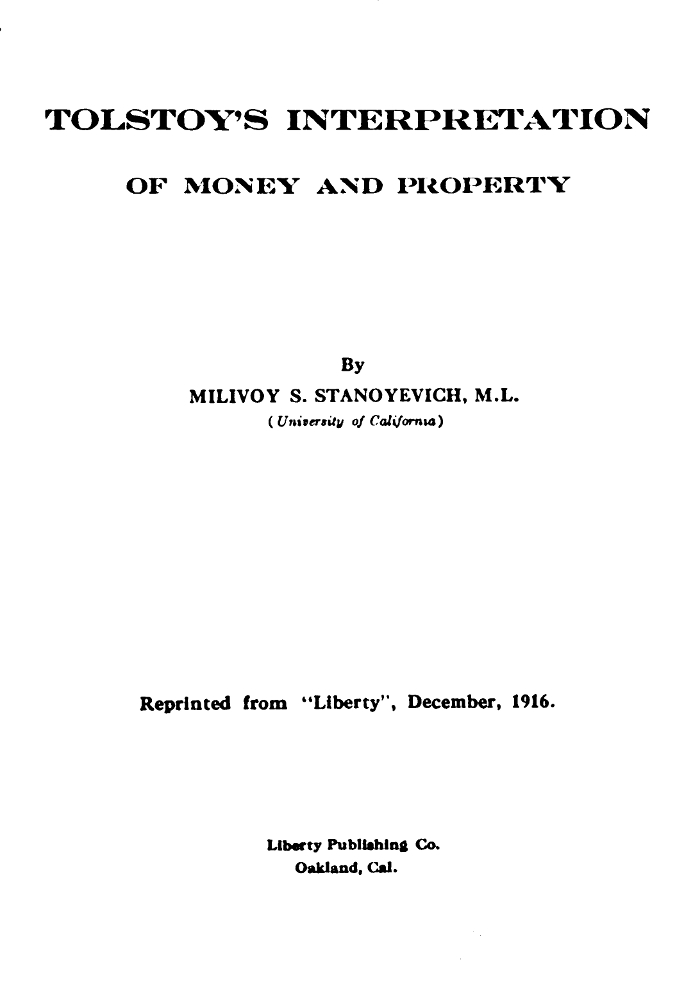 TOLSTOY'S INTERPRETATION
OF MONEY AND PROPERTY
By
MILIVOY S. STANOYEVICH, M.L.
(University of California)
Reprinted from "Liberty", December, 1916.
Liberty Publishing Co.
Oakland, Cal.